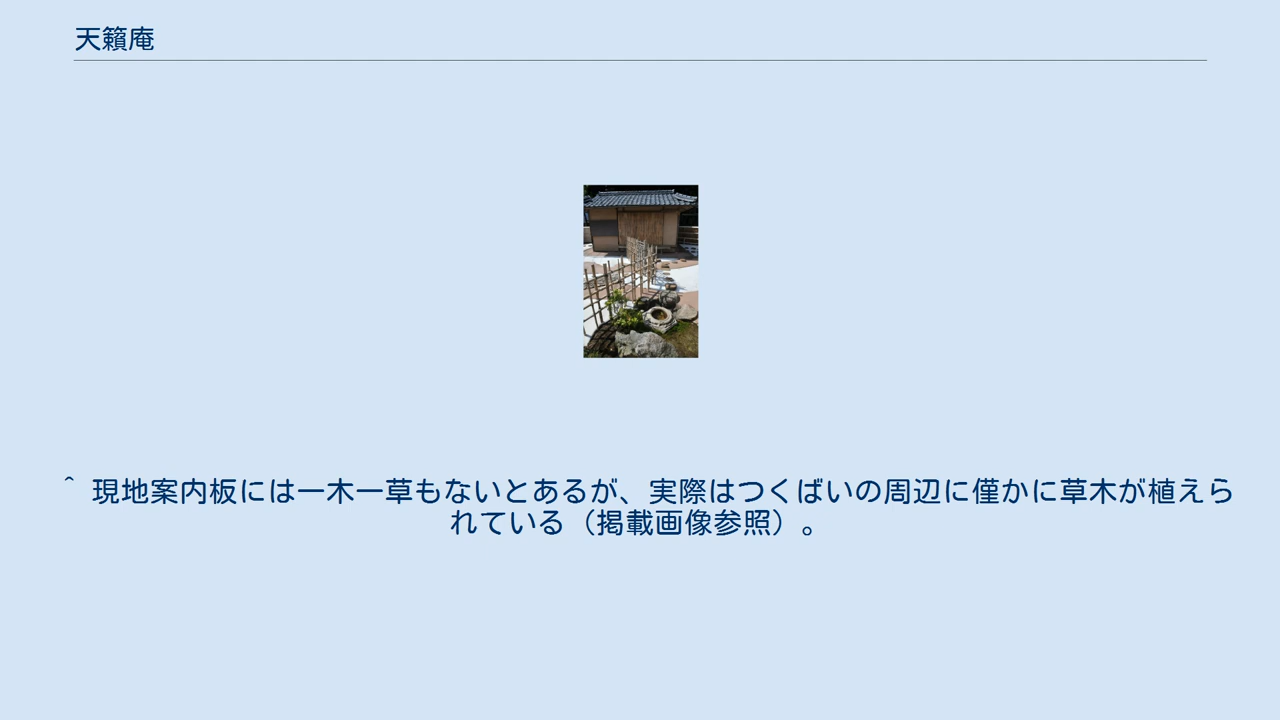 天籟庵
^ 現地案内板には一木一草もないとあるが、実際はつくばいの周辺に僅かに草木が植えら
れている（掲載画像参照）。